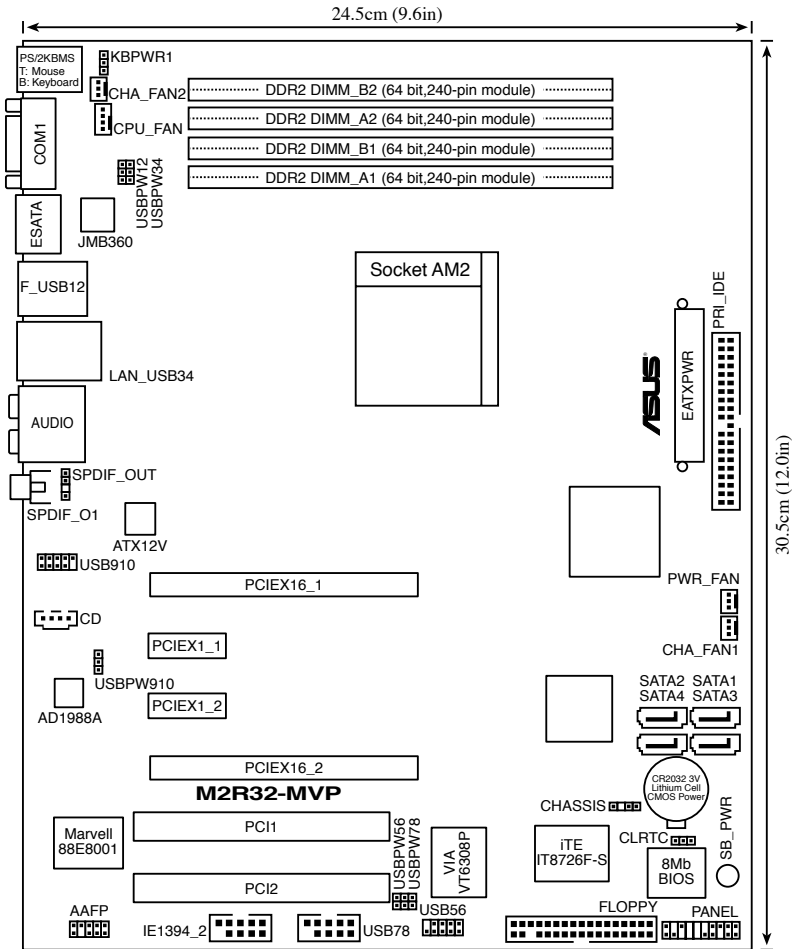 24.5cm (9.6in)
PS/2KBMS
T: Mouse
B: Keyboard
KBPWR1
CHA_FAN2
CPU_FAN
DDR2 DIMM_B2 (64 bit,240-pin module)
DDR2 DIMM_A2 (64 bit,240-pin module)
DDR2 DIMM_B1 (64 bit,240-pin module)
DDR2 DIMM_A1 (64 bit,240-pin module)
COM1
USBPW12
USBPW34
ESATA
JMB360
F_USB12
Socket AM2
PRI_IDE
EATXPWR
ASUS
LAN_USB34
AUDIO
30.5cm (12.0in)
SPDIF_OUT
SPDIF_O1
ATX12V
USB910
PCIEX16_1
PWR_FAN
CD
CHA_FAN1
PCIEX1_1
USBPW910
SATA2 SATA1
SATA4 SATA3
AD1988A
PCIEX1_2
PCIEX16_2
M2R32-MVP
CR2032 3V
Lithium Cell
CMOS Power
CHASSIS
SB_PWR
Marvell
88E8001
PCI1
USBPW56
USBPW78
VIA
VT6308P
iTE
IT8726F-S
CLRTC
8Mb
BIOS
PCI2
AAFP
IE1394_2
USB78
USB56
FLOPPY
PANEL